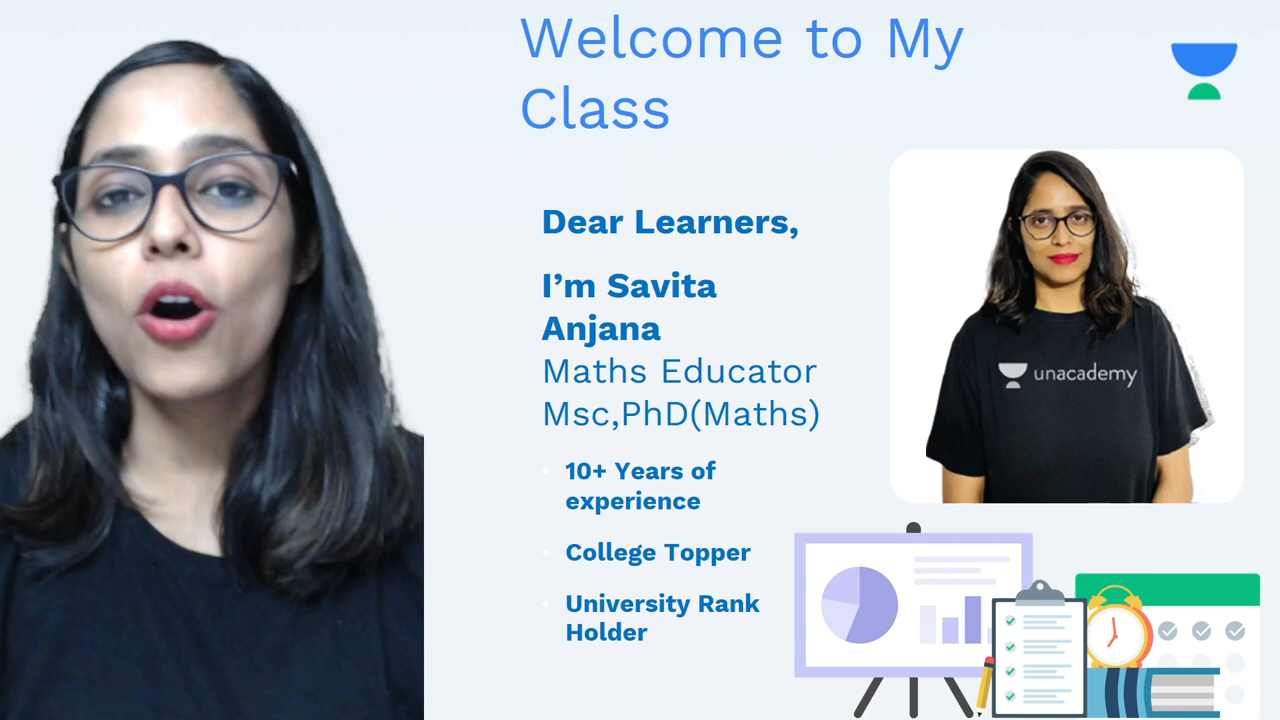 Welcome to My
Class
Dear Learners,
I’m Savita
Anjana
Maths Educator
Msc,PhD(Maths)
10+ Years of
experience
College Topper
University Rank
Holder
unacademy